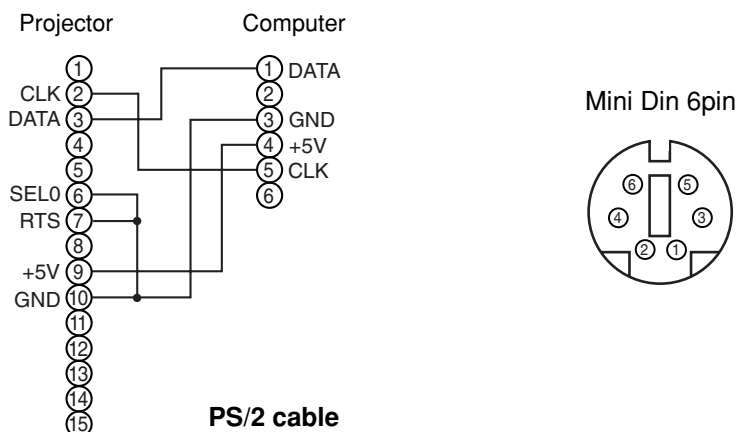 Projector Computer
1 1 DATA
CLK 2 2
DATA 3 3 GND
4 4 +5V
5 5 CLK
SEL0 6 6
RTS 7
8
+5V 9
GND 10
11
12
13
14
15
PS/2 cable
Mini Din 6pin
6 5
4 3
2 1